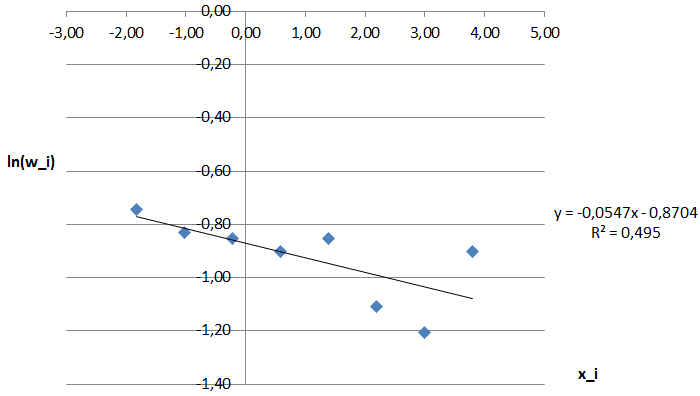 0,00
-3,00 -2,00 -1,00 0,00 1,00 2,00 3,00 4,00 5,00
-0,20
-0,40
ln(w_i)
-0,60
y = -0,0547x - 0,8704
R² = 0,495
-0,80
-1,00
-1,20
x_i
-1,40